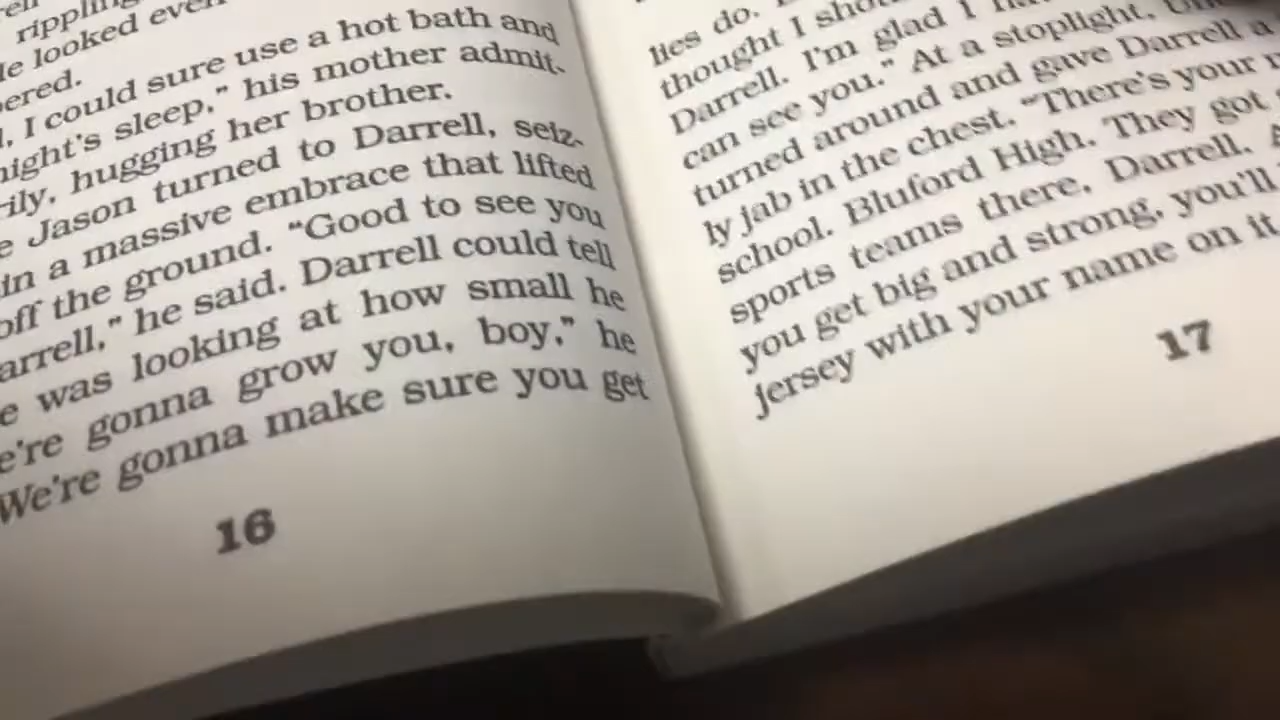 rippling
looked even
I could sure use a hot bath and
night's sleep," his mother admit-
hugging her brother.
Jason turned to Darrell, seiz-
in a massive embrace that lifted
off the ground. "Good to see you
he said. Darrell could tell
was looking at how small he
gonna grow you, boy," he
We're gonna make sure you get
16
lies do.
thought I
Darrell. I'm glad I
can see you." At a stoplight,
turned around and gave Darrell a
ly jab in the chest. "There's your
school. Bluford High. They got
sports teams there, Darrell.
you get big and strong, you'll
jersey with your name on it
17